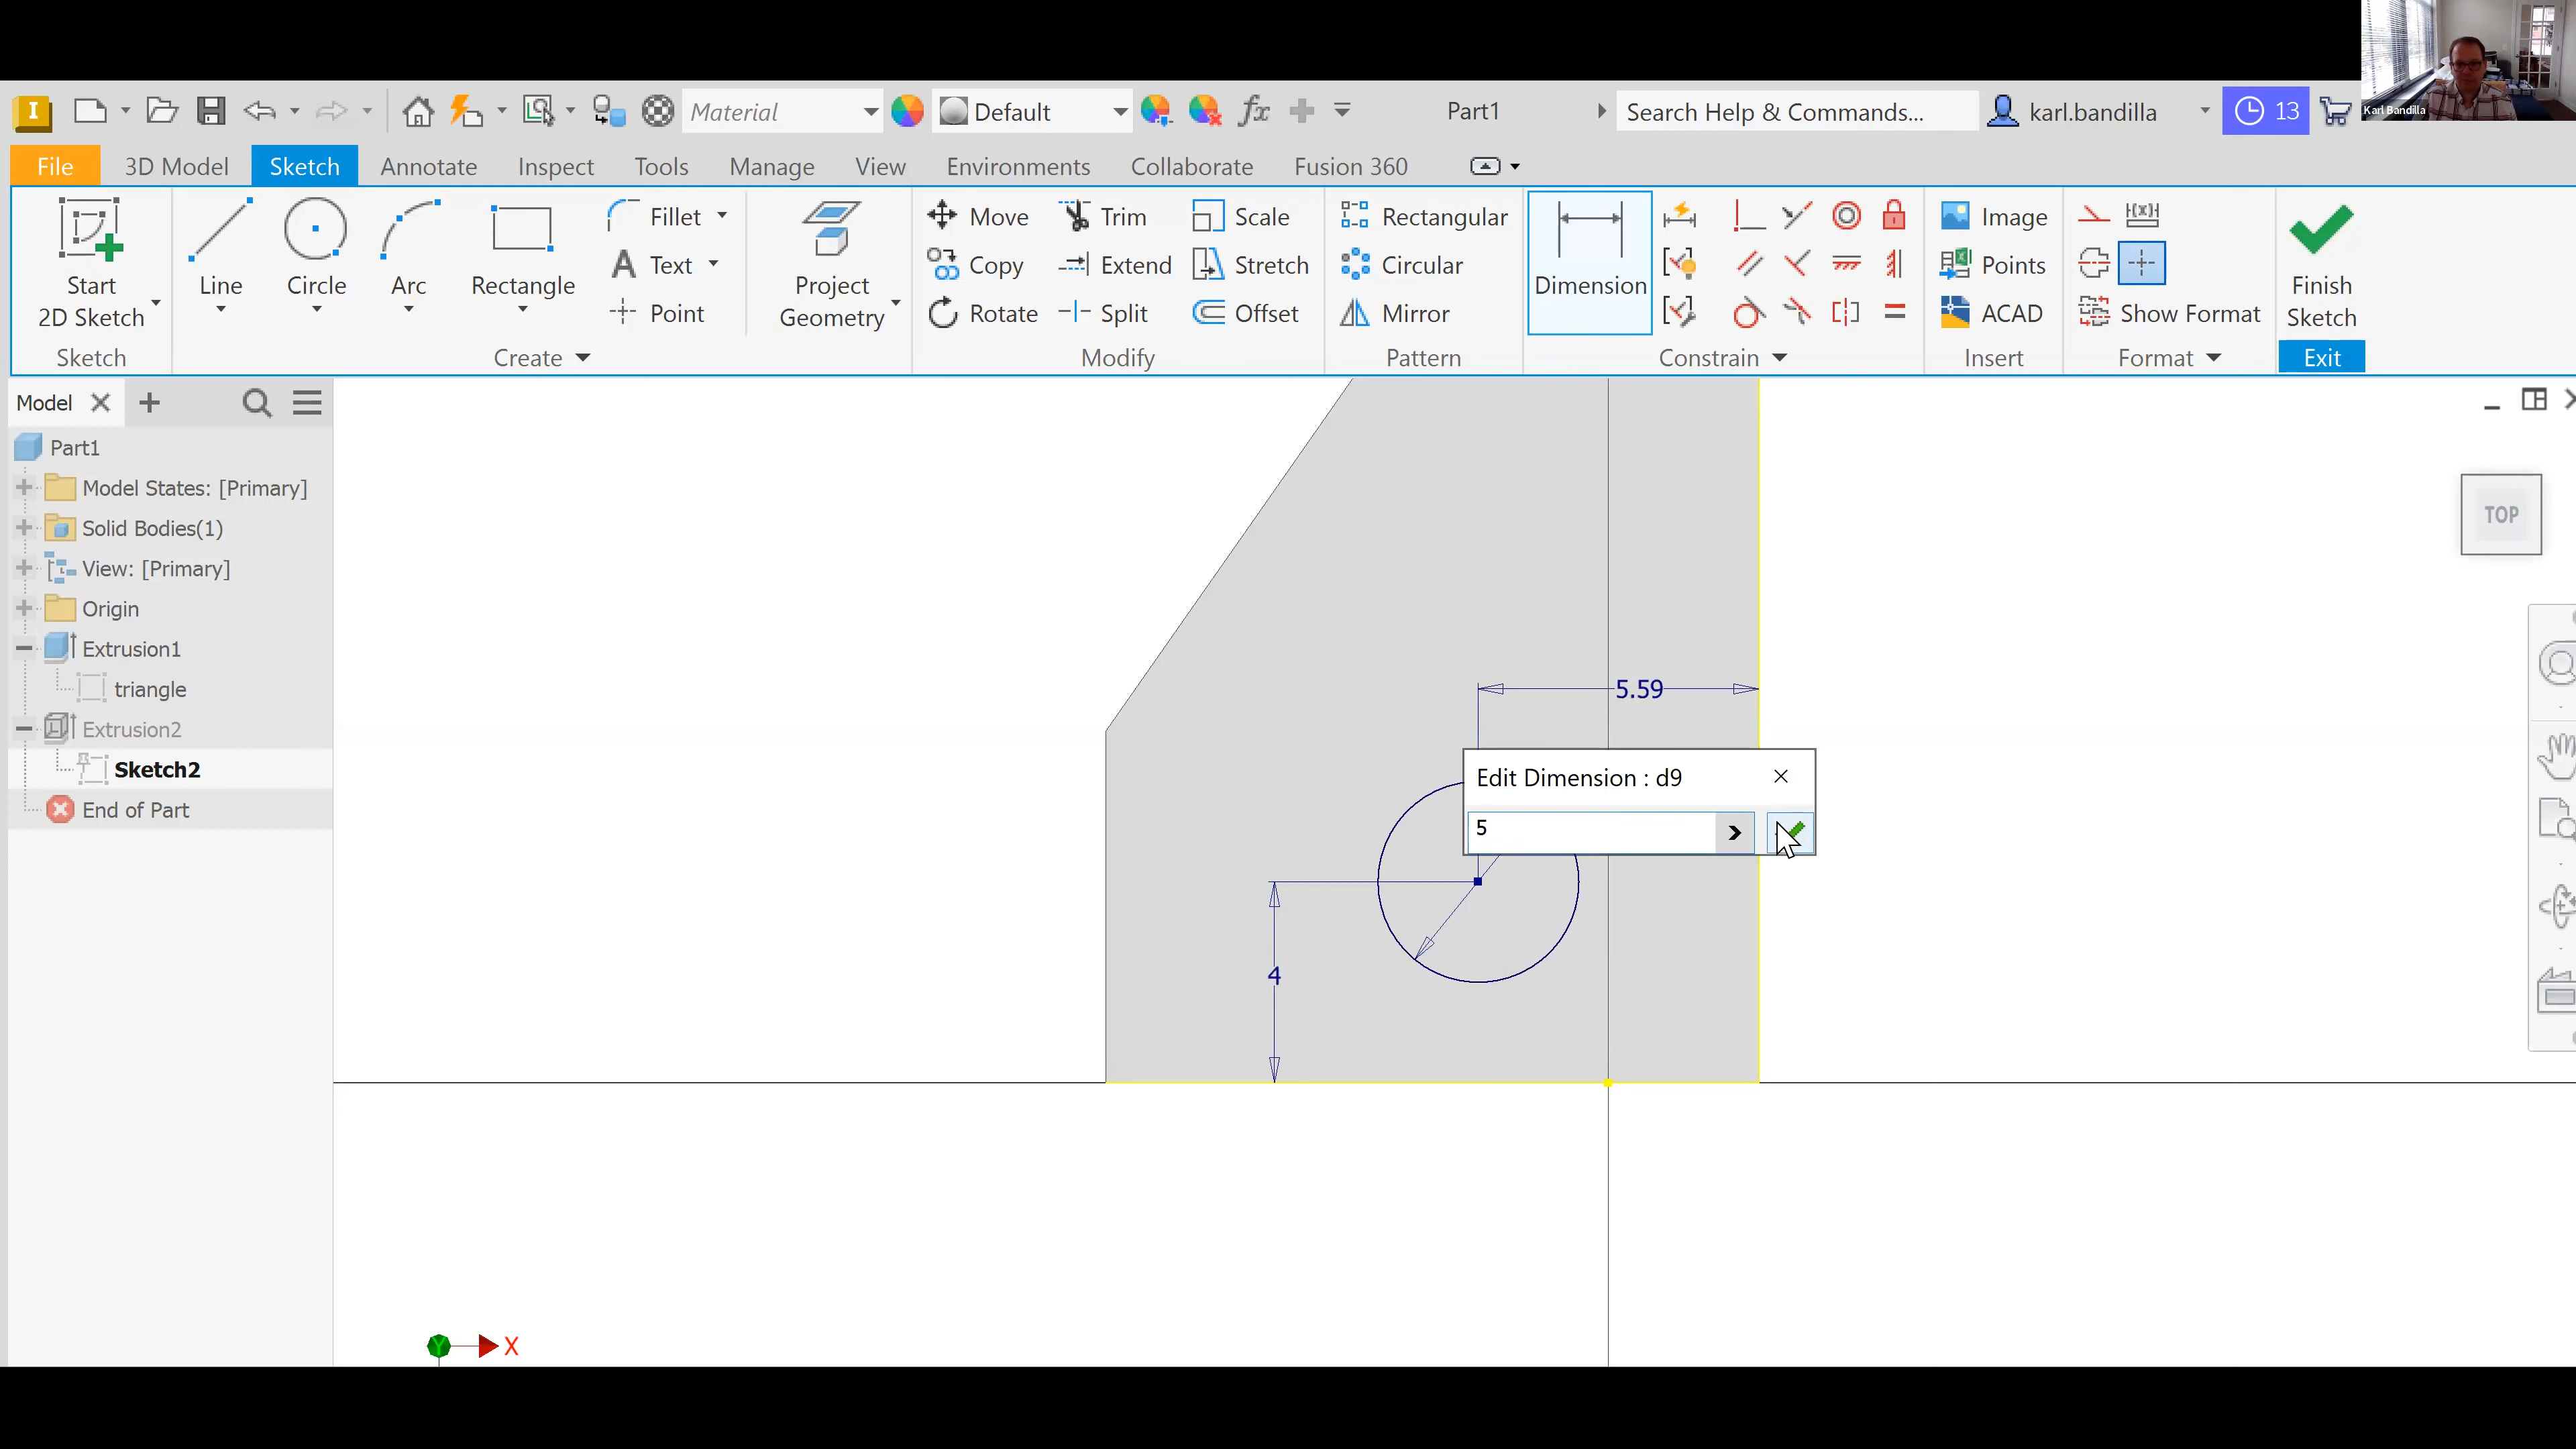 Karl Bandilla
I
Material
Default
fx
Part1
Search Help & Commands...
karl.bandilla
13
File
3D Model
Sketch
Annotate
Inspect
Tools
Manage
View
Environments
Collaborate
Fusion 360
Start
2D Sketch
Line
Circle
Arc
Rectangle
Fillet
A Text
Point
Project
Geometry
Move
Copy
Rotate
Trim
Extend
Split
Scale
Stretch
Offset
Rectangular
Circular
Mirror
Dimension
Image
Points
ACAD
Show Format
Finish
Sketch
Sketch
Create
Modify
Pattern
Constrain
Insert
Format
Exit
Model
Part1
Model States: [Primary]
Solid Bodies(1)
View: [Primary]
Origin
Extrusion1
triangle
Extrusion2
Sketch2
End of Part
TOP
5.59
Edit Dimension : d9
5
4
Y
X